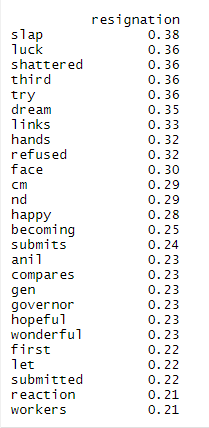 resignation
slap 0.38
luck 0.36
shattered 0.36
third 0.36
try 0.36
dream 0.35
links 0.33
hands 0.32
refused 0.32
face 0.30
cm 0.29
nd 0.29
happy 0.28
becoming 0.25
submits 0.24
anil 0.23
compares 0.23
gen 0.23
governor 0.23
hopeful 0.23
wonderful 0.23
first 0.22
let 0.22
submitted 0.22
reaction 0.21
workers 0.21